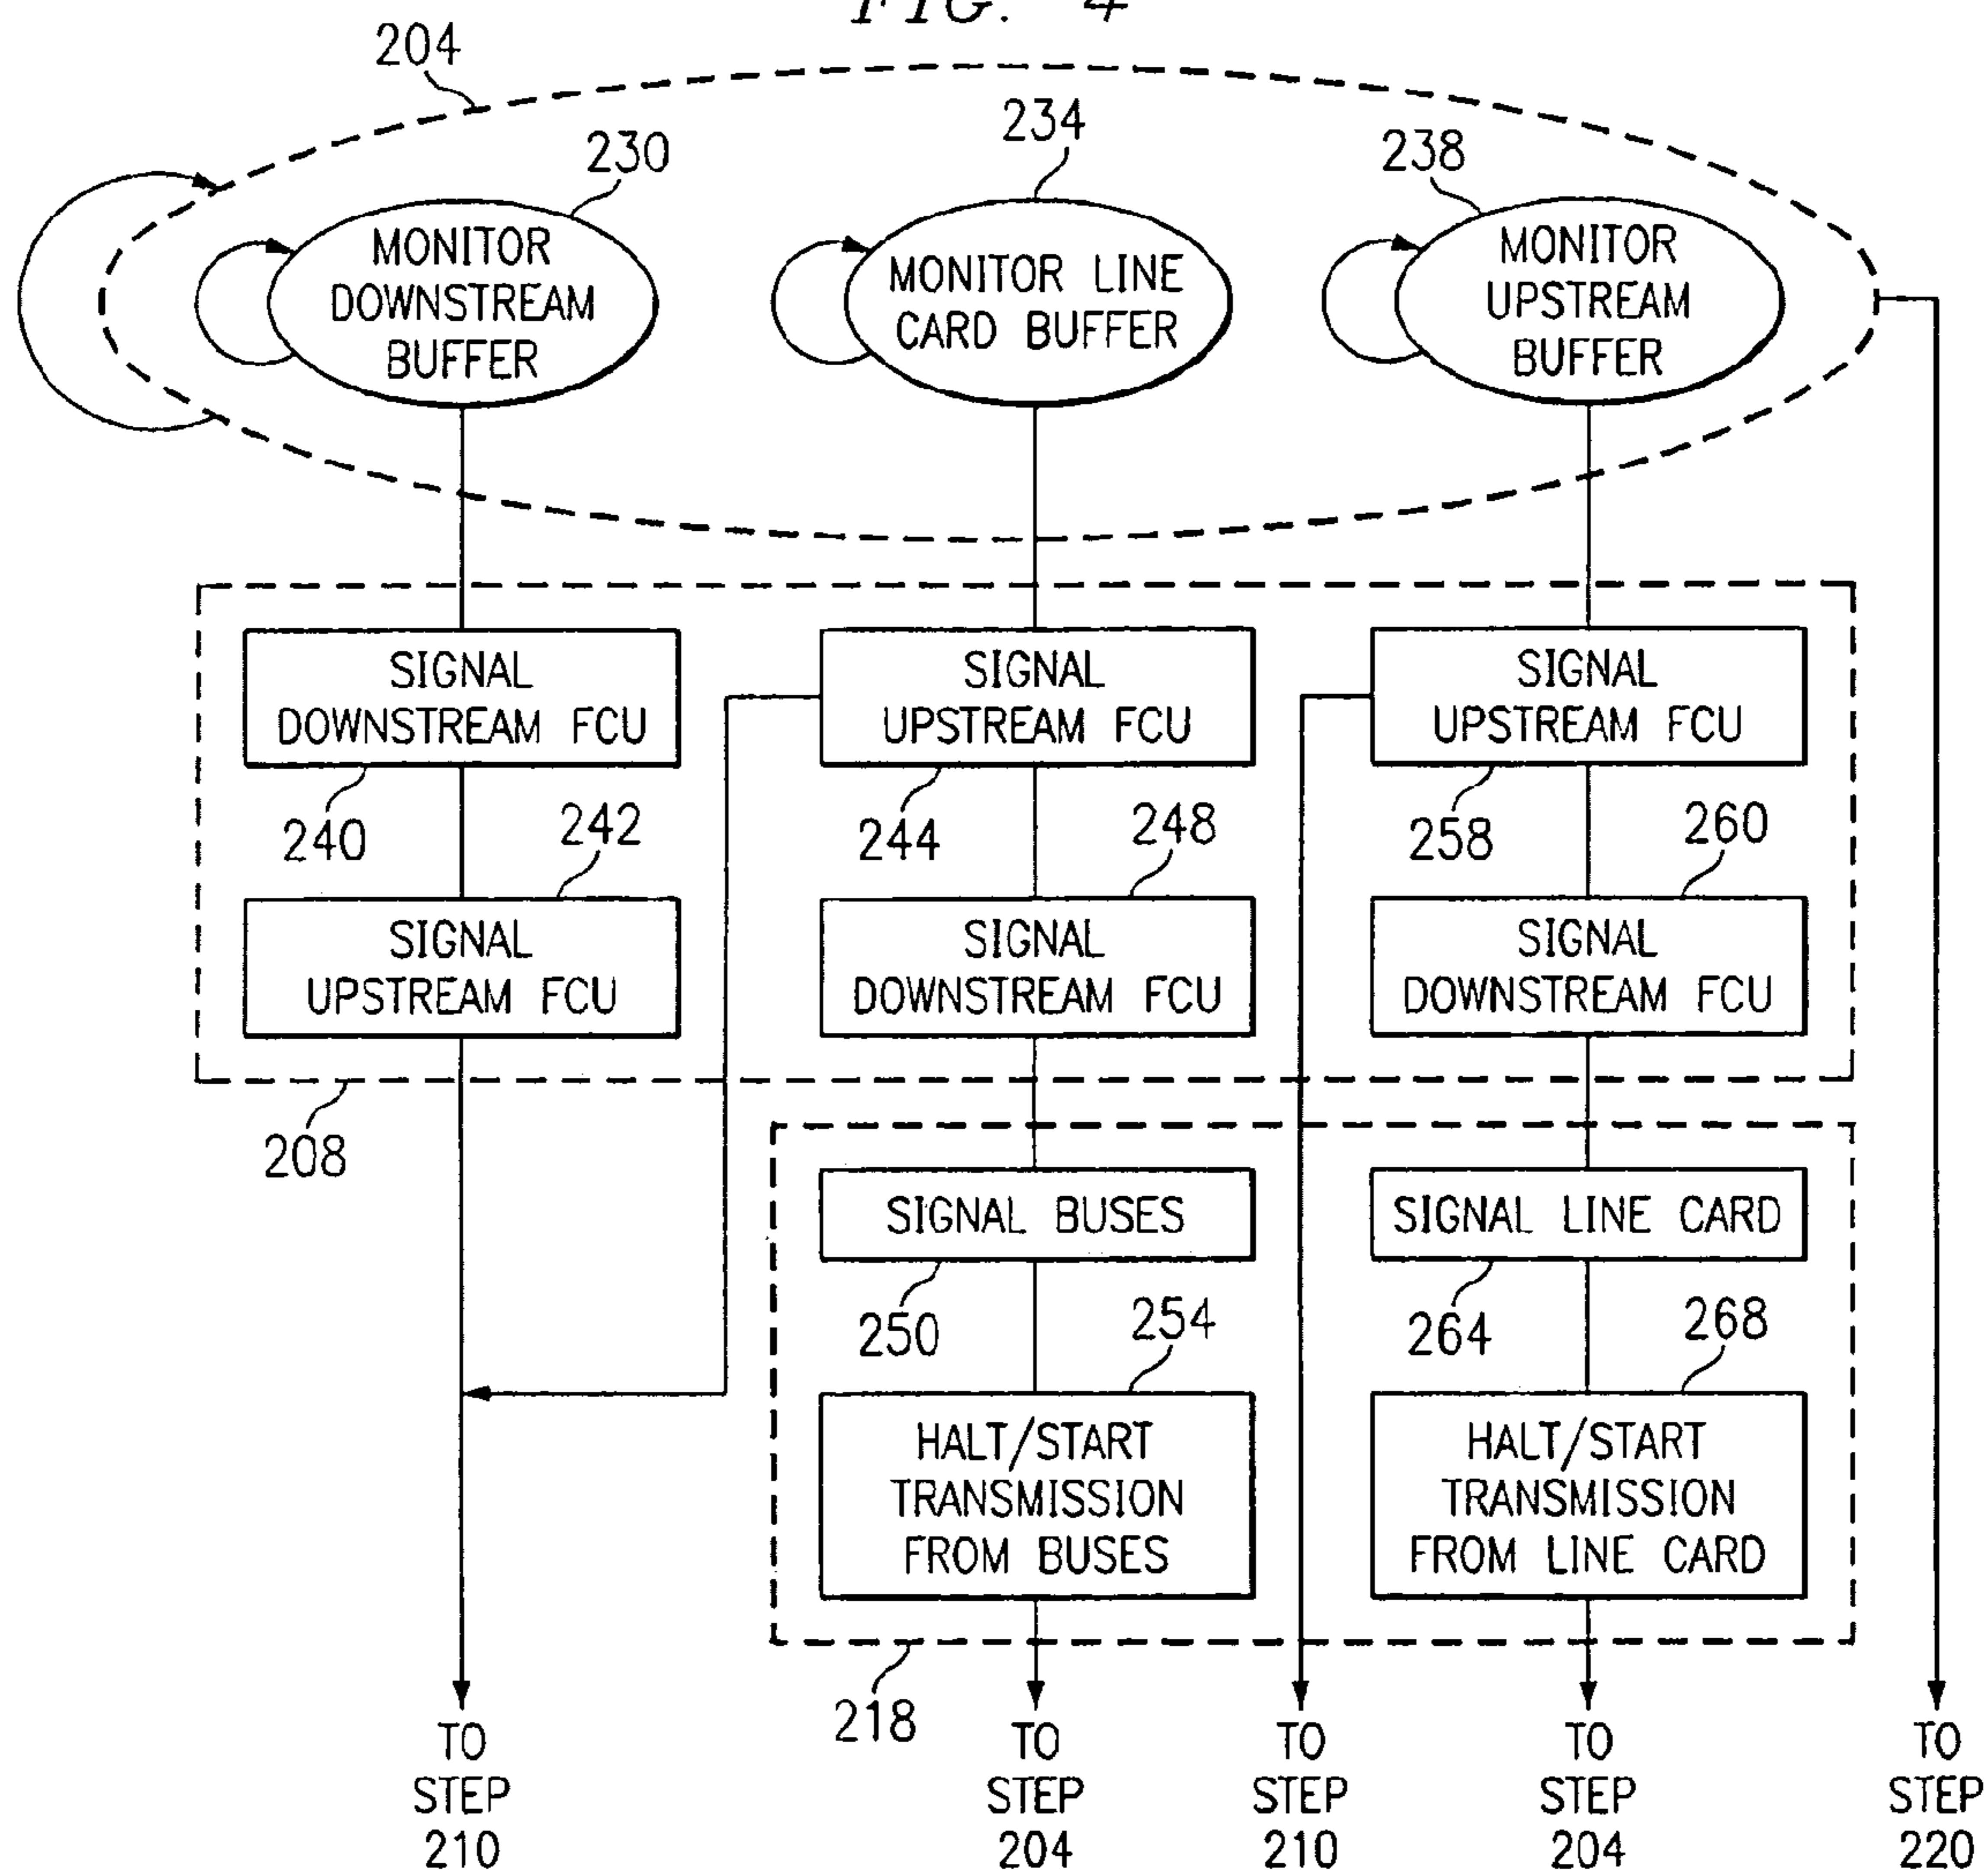 FIG. 4
204
230
234
238
MONITOR
DOWNSTREAM
BUFFER
MONITOR LINE
CARD BUFFER
MONITOR
UPSTREAM
BUFFER
SIGNAL
DOWNSTREAM FCU
SIGNAL
UPSTREAM FCU
SIGNAL
UPSTREAM FCU
240
242
244
248
258
260
SIGNAL
UPSTREAM FCU
SIGNAL
DOWNSTREAM FCU
SIGNAL
DOWNSTREAM FCU
208
SIGNAL BUSES
SIGNAL LINE CARD
250
254
264
268
HALT/START
TRANSMISSION
FROM BUSES
HALT/START
TRANSMISSION
FROM LINE CARD
218
TO
STEP
210
TO
STEP
204
TO
STEP
210
TO
STEP
204
TO
STEP
220